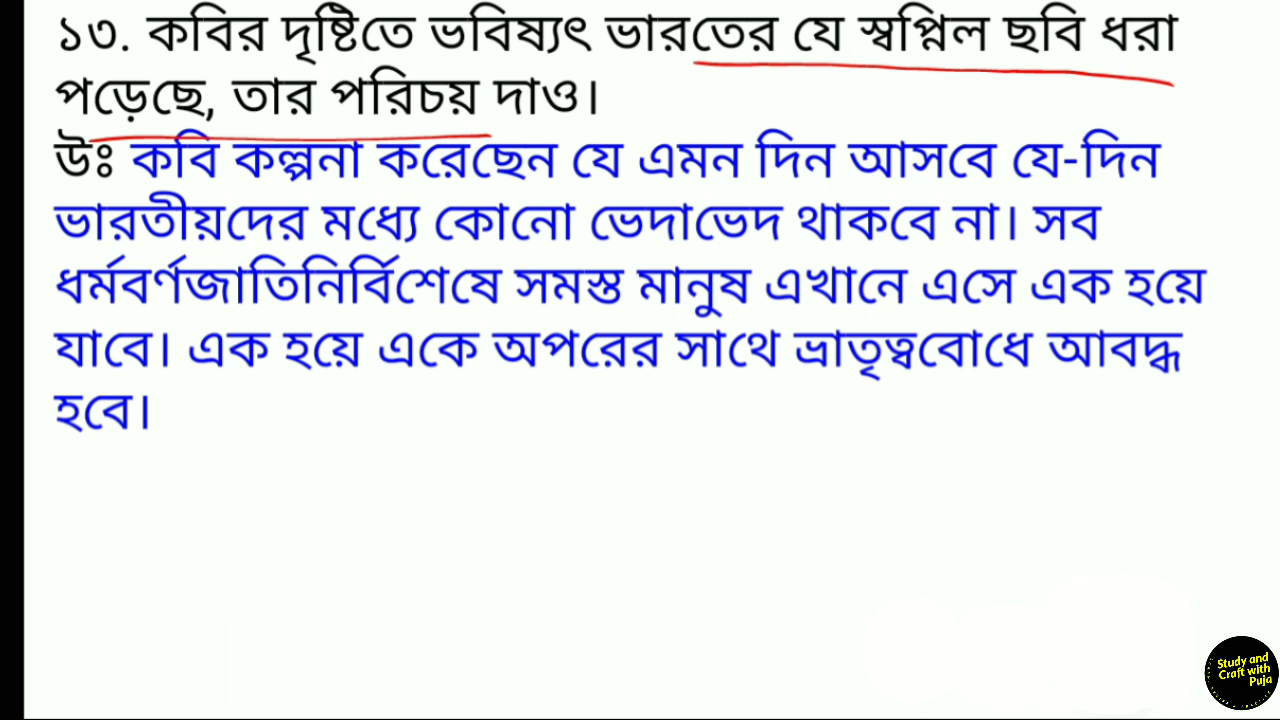 ১৩. কবির দৃষ্টিতে ভবিষ্যৎ ভারতের যে স্বপ্নিল ছবি ধরা
পড়েছে, তার পরিচয় দাও।
উঃ কবি কল্পনা করেছেন যে এমন দিন আসবে যে-দিন
ভারতীয়দের মধ্যে কোনো ভেদাভেদ থাকবে না। সব
ধর্মবর্ণজাতিনির্বিশেষে সমস্ত মানুষ এখানে এসে এক হয়ে
যাবে। এক হয়ে একে অপরের সাথে ভ্রাতৃত্ববোধে আবদ্ধ
হবে।
Study and
Craft with
Puja